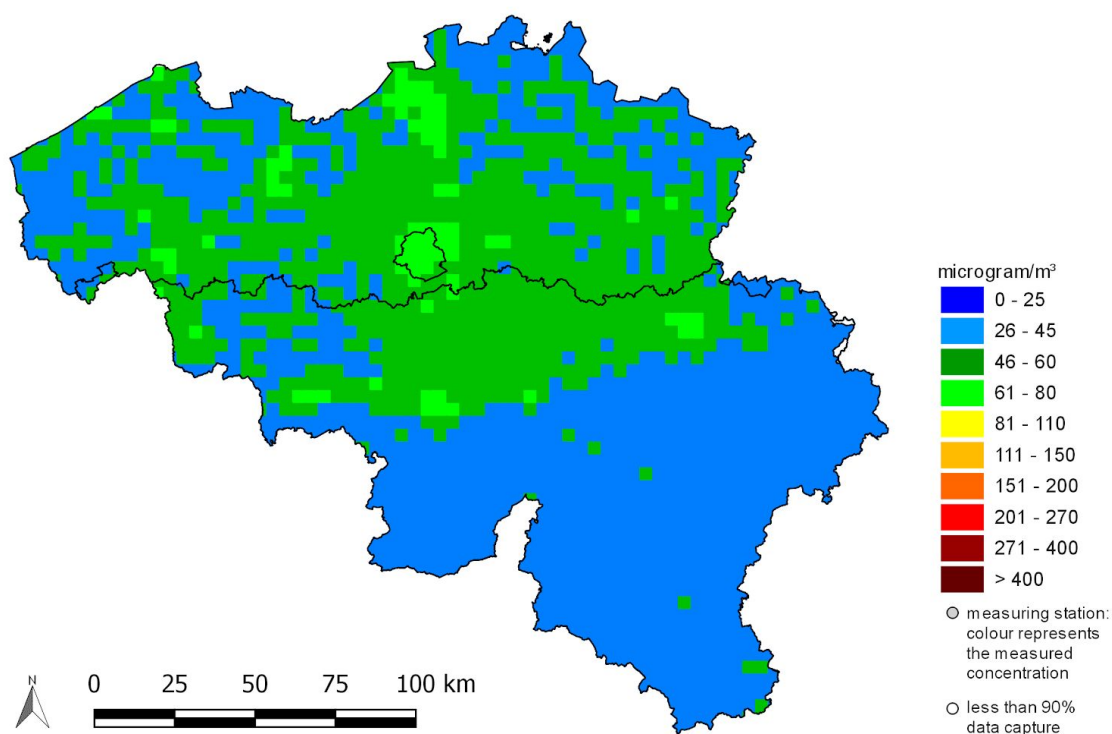 microgram/m³
0 - 25
26 - 45
46 - 60
61 - 80
81 - 110
111 - 150
151 - 200
201 - 270
271 - 400
> 400
measuring station:
colour represents
the measured
concentration
less than 90%
data capture
N
0 25 50 75 100 km